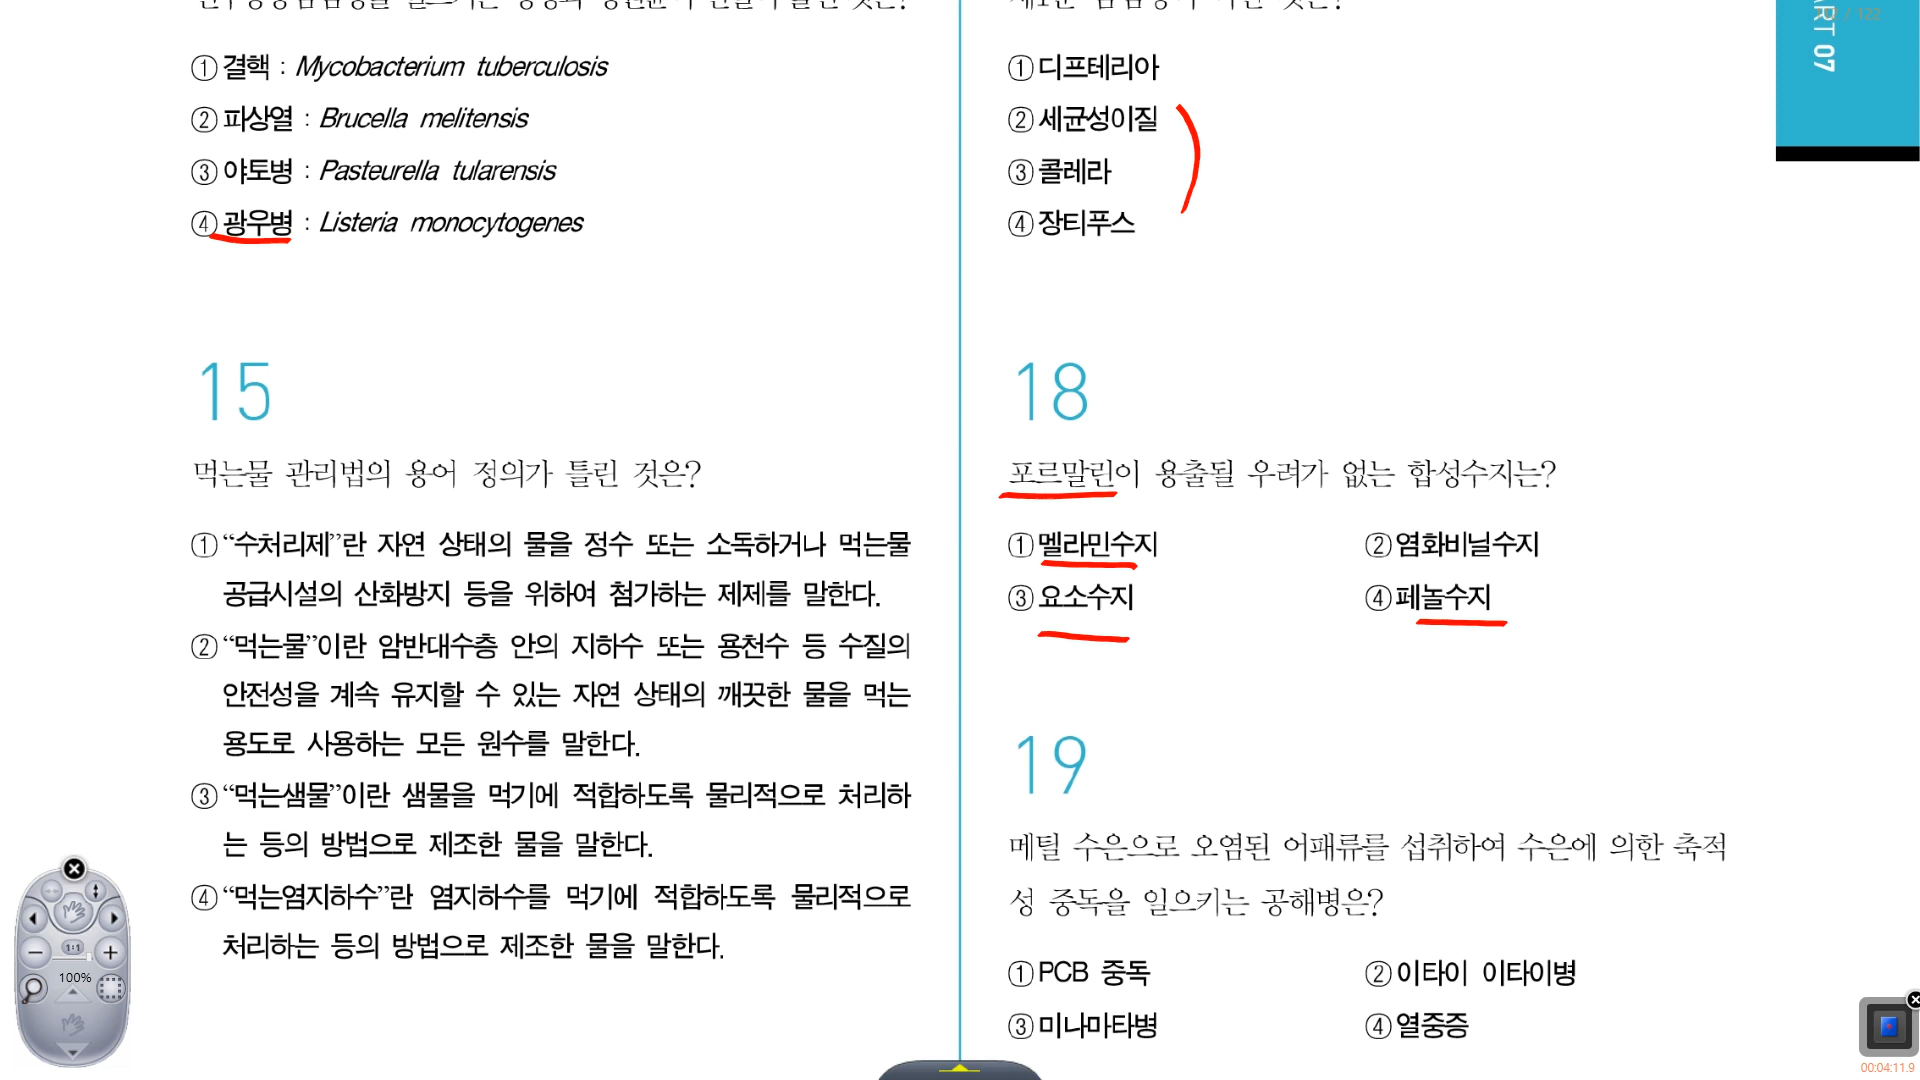 ① 결핵 : Mycobacterium tuberculosis
② 파상열 : Brucella melitensis
③ 야토병 : Pasteurella tularensis
④ 광우병 : Listeria monocytogenes
15
먹는물 관리법의 용어 정의가 틀린 것은?
① “수처리제”란 자연 상태의 물을 정수 또는 소독하거나 먹는물
공급시설의 산화방지 등을 위하여 첨가하는 제제를 말한다.
② “먹는물”이란 암반대수층 안의 지하수 또는 용천수 등 수질의
안전성을 계속 유지할 수 있는 자연 상태의 깨끗한 물을 먹는
용도로 사용하는 모든 원수를 말한다.
③ “먹는샘물”이란 샘물을 먹기에 적합하도록 물리적으로 처리하
는 등의 방법으로 제조한 물을 말한다.
④ “먹는염지하수”란 염지하수를 먹기에 적합하도록 물리적으로
처리하는 등의 방법으로 제조한 물을 말한다.
① 디프테리아
② 세균성이질
③ 콜레라
④ 장티푸스
18
포르말린이 용출될 우려가 없는 합성수지는?
① 멜라민수지 ② 염화비닐수지
③ 요소수지 ④ 페놀수지
19
메틸 수은으로 오염된 어패류를 섭취하여 수은에 의한 축적
성 중독을 일으키는 공해병은?
① PCB 중독 ② 이타이 이타이병
③ 미나마타병 ④ 열중증
ART 07
1:1
100%
00:04:11.9